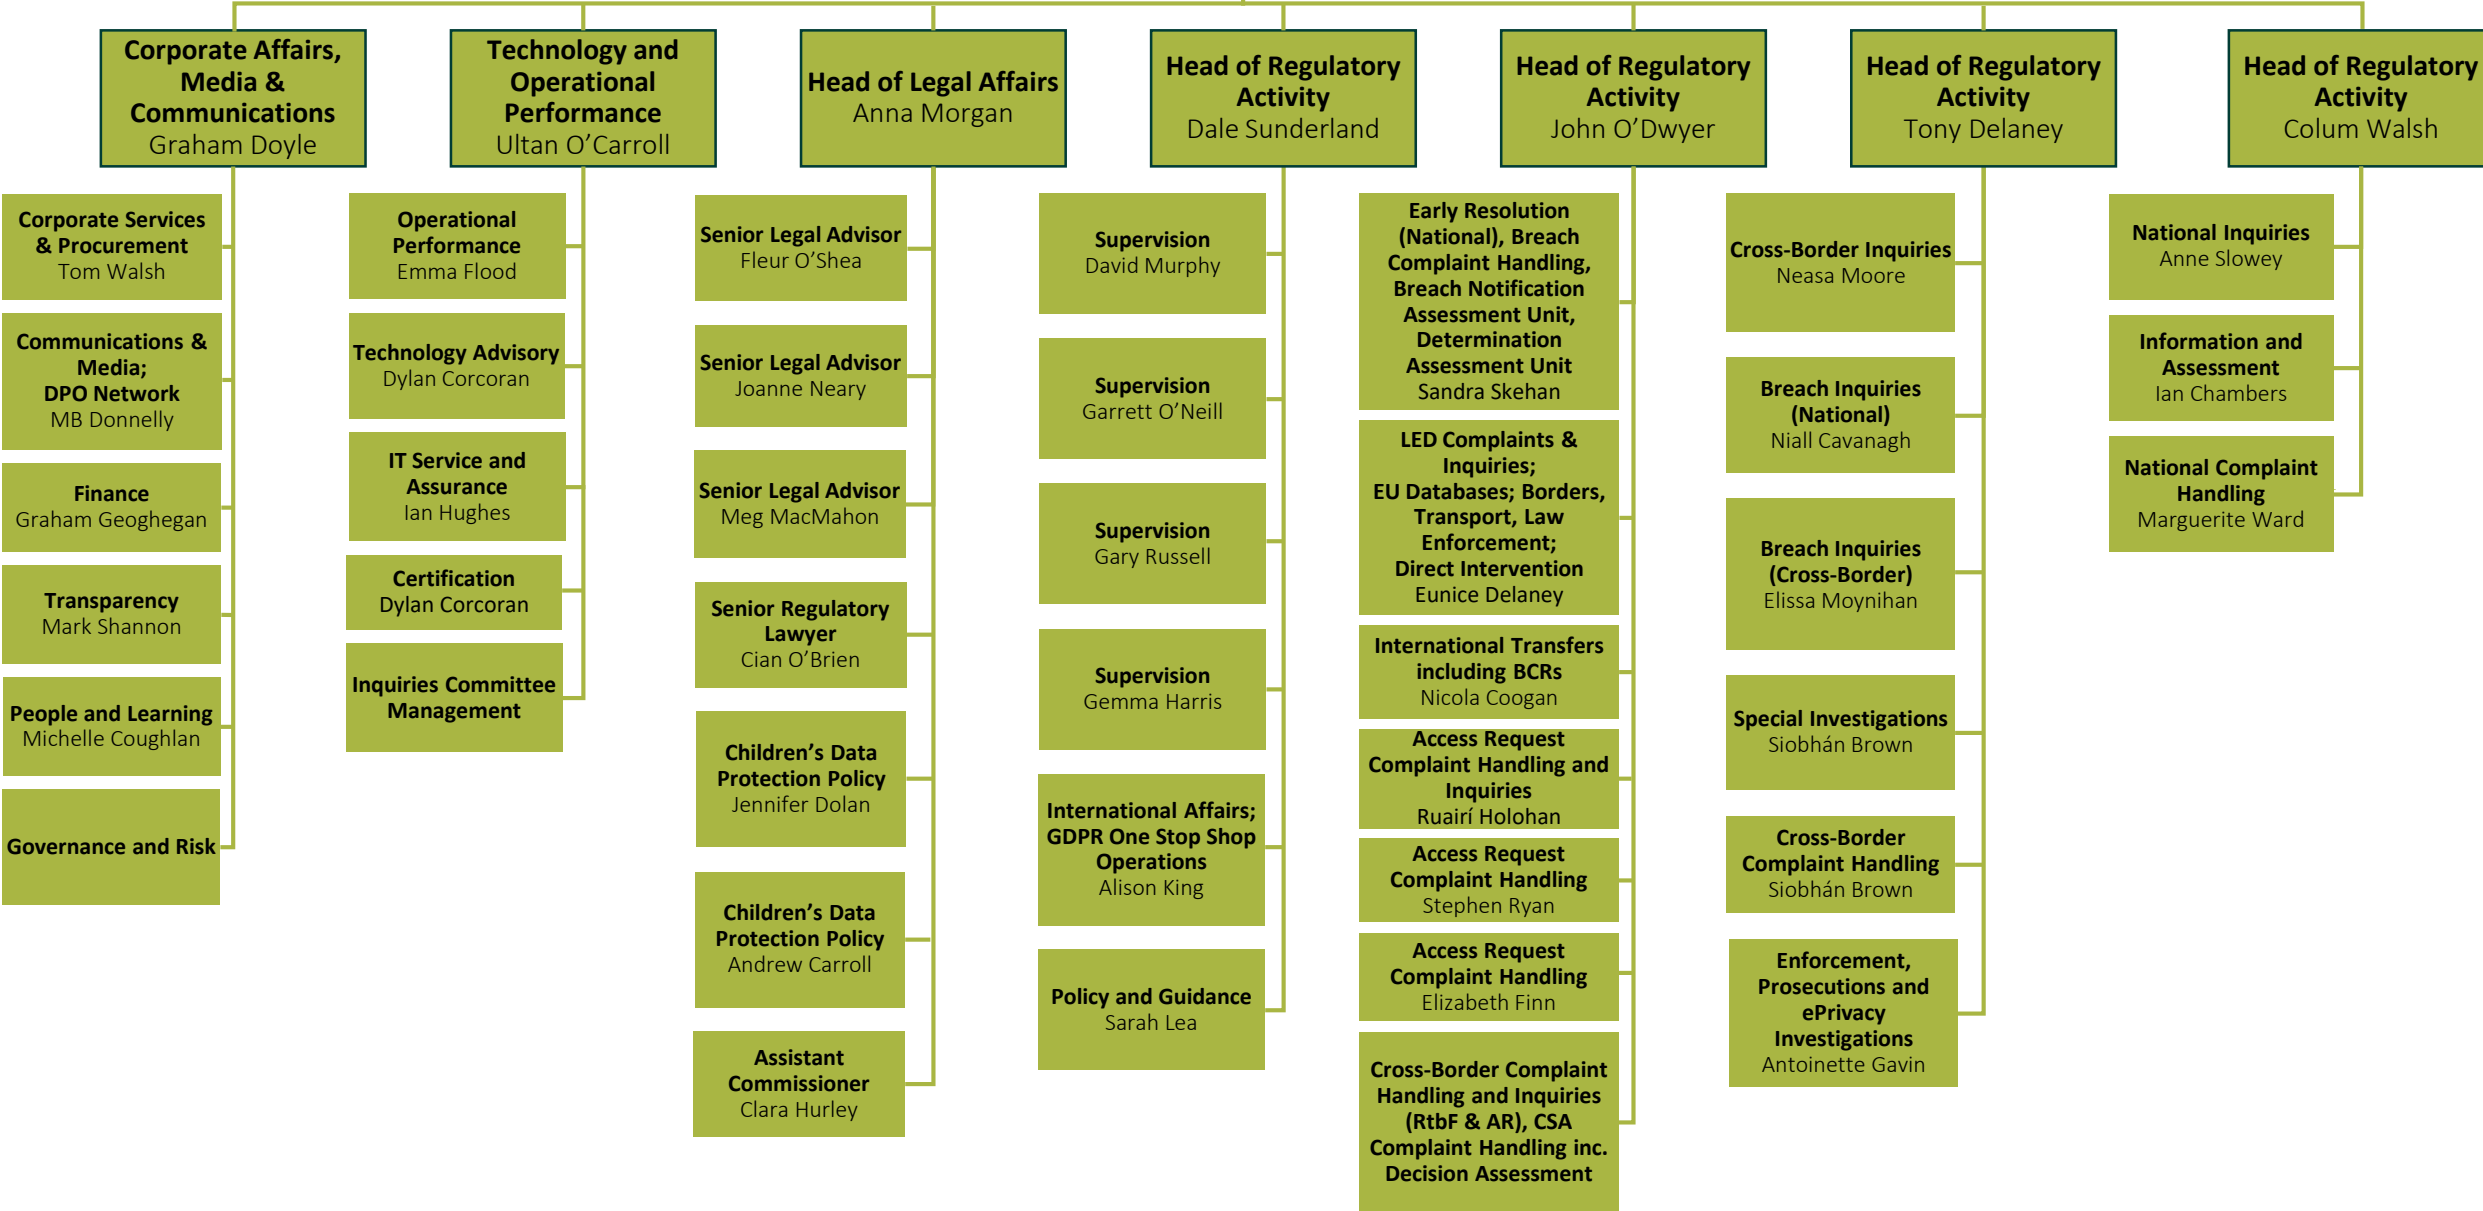 Corporate Affairs,
Media &
Communications
Graham Doyle
Corporate Services
& Procurement
Tom Walsh
Communications &
Media;
DPO Network
MB Donnelly
Finance
Graham Geoghegan
Transparency
Mark Shannon
People and Learning
Michelle Coughlan
Governance and Risk
Technology and
Operational
Performance
Ultan O’Carroll
Operational
Performance
Emma Flood
Technology Advisory
Dylan Corcoran
IT Service and
Assurance
Ian Hughes
Certification
Dylan Corcoran
Inquiries Committee
Management
Head of Legal Affairs
Anna Morgan
Senior Legal Advisor
Fleur O’Shea
Senior Legal Advisor
Joanne Neary
Senior Legal Advisor
Meg MacMahon
Senior Regulatory
Lawyer
Cian O’Brien
Children’s Data
Protection Policy
Jennifer Dolan
Children’s Data
Protection Policy
Andrew Carroll
Assistant
Commissioner
Clara Hurley
Head of Regulatory
Activity
Dale Sunderland
Supervision
David Murphy
Supervision
Garrett O’Neill
Supervision
Gary Russell
Supervision
Gemma Harris
International Affairs;
GDPR One Stop Shop
Operations
Alison King
Policy and Guidance
Sarah Lea
Head of Regulatory
Activity
John O’Dwyer
Early Resolution
(National), Breach
Complaint Handling,
Breach Notification
Assessment Unit,
Determination
Assessment Unit
Sandra Skehan
LED Complaints &
Inquiries;
EU Databases; Borders,
Transport, Law
Enforcement;
Direct Intervention
Eunice Delaney
International Transfers
including BCRs
Nicola Coogan
Access Request
Complaint Handling and
Inquiries
Ruairí Holohan
Access Request
Complaint Handling
Stephen Ryan
Access Request
Complaint Handling
Elizabeth Finn
Cross-Border Complaint
Handling and Inquiries
(RtbF & AR), CSA
Complaint Handling inc.
Decision Assessment
Head of Regulatory
Activity
Tony Delaney
Cross-Border Inquiries
Neasa Moore
Breach Inquiries
(National)
Niall Cavanagh
Breach Inquiries
(Cross-Border)
Elissa Moynihan
Special Investigations
Siobhán Brown
Cross-Border
Complaint Handling
Siobhán Brown
Enforcement,
Prosecutions and
ePrivacy
Investigations
Antoinette Gavin
Head of Regulatory
Activity
Colum Walsh
National Inquiries
Anne Slowey
Information and
Assessment
Ian Chambers
National Complaint
Handling
Marguerite Ward